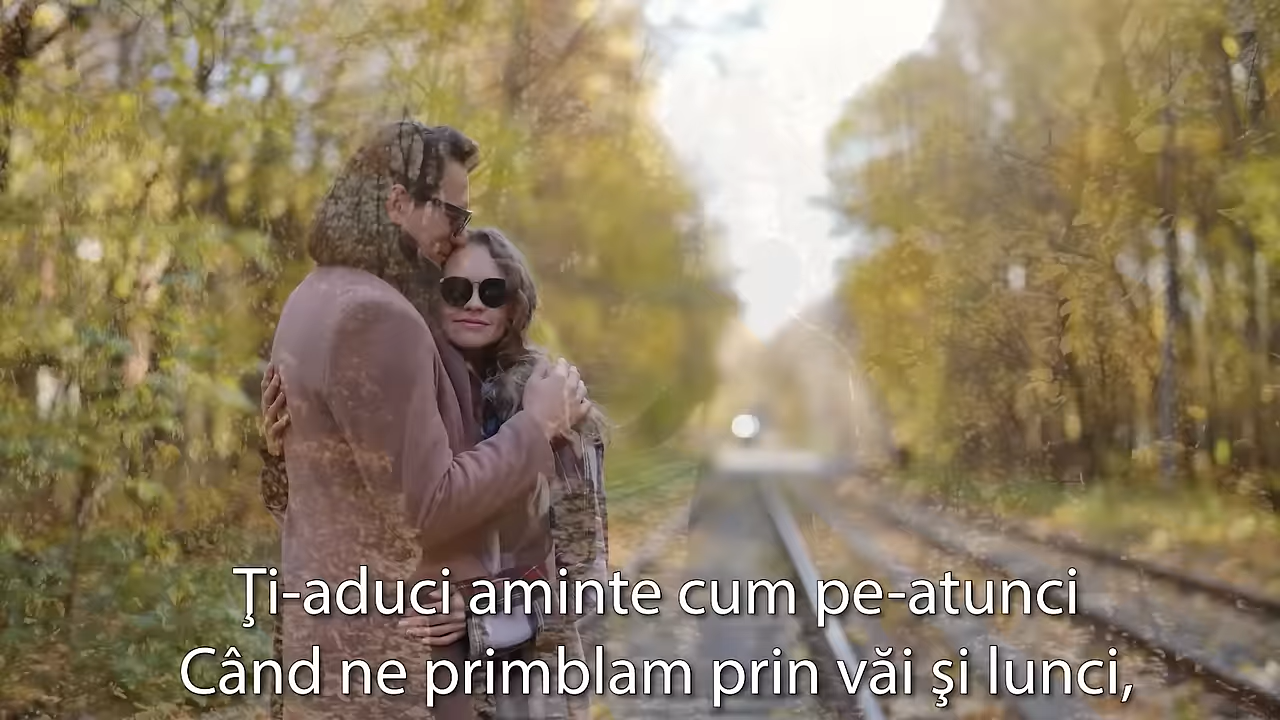 Ţi-aduci aminte cum pe-atunci
Când ne primblam prin văi şi lunci,